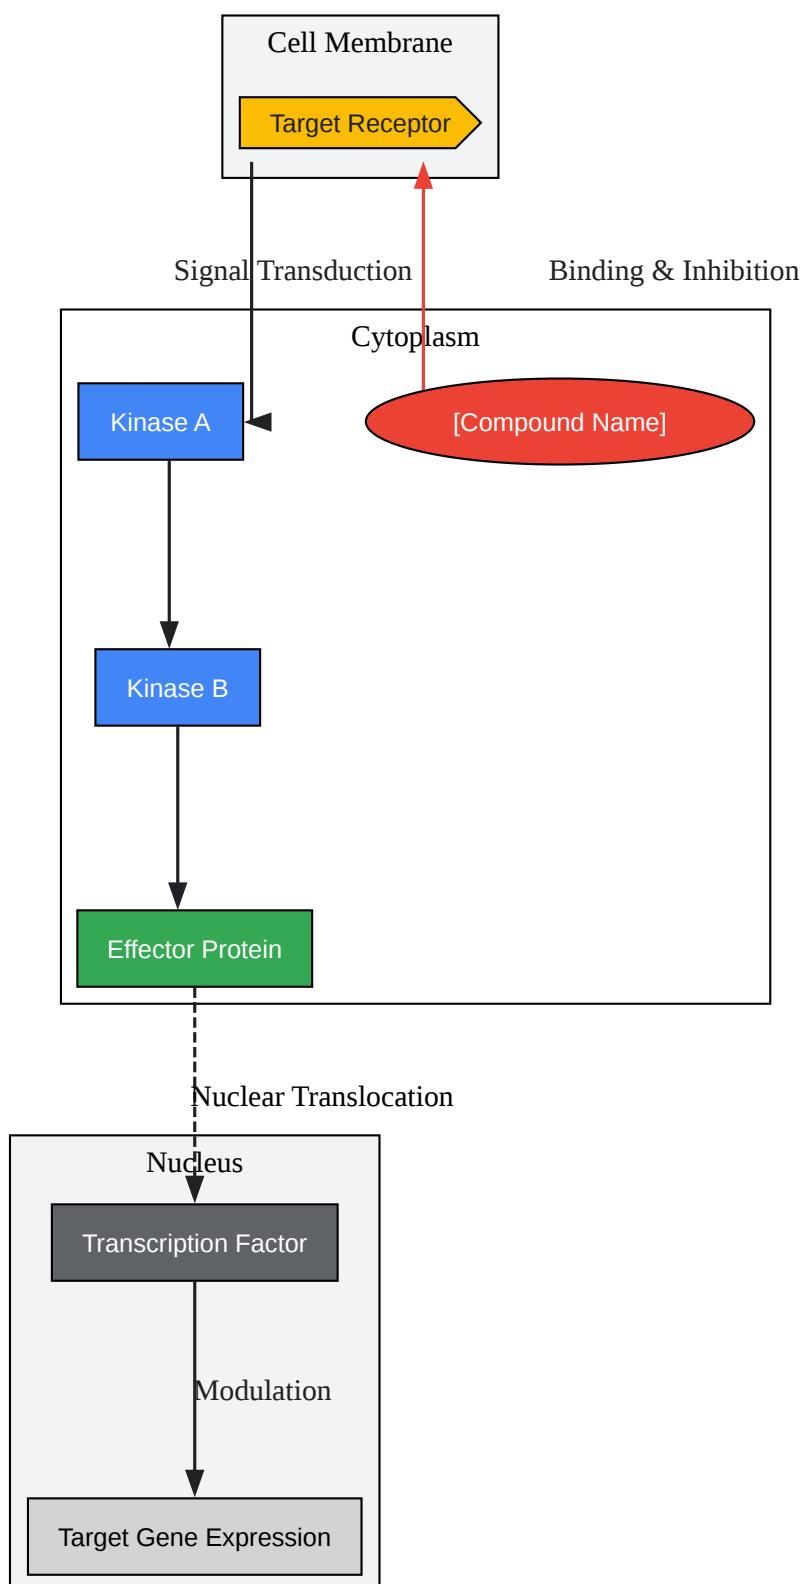 Cell Membrane
Target Receptor
Signal Transduction
Binding & Inhibition
Cytoplasm
Kinase A
[Compound Name]
Kinase B
Effector Protein
Nuclear Translocation
Nucleus
Transcription Factor
Modulation
Target Gene Expression